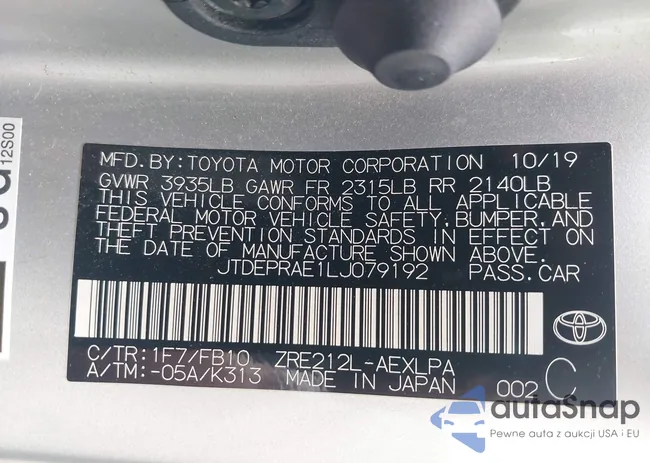 12S00
MFD. BY: TOYOTA MOTOR CORPORATION 10/19
GVWR 3935LB GAWR FR 2315LB RR 2140LB
THIS VEHICLE CONFORMS TO ALL APPLICABLE
FEDERAL MOTOR VEHICLE SAFETY, BUMPER, AND
THEFT PREVENTION STANDARDS IN EFFECT ON
THE DATE OF MANUFACTURE SHOWN ABOVE.
JTDEPRAE1LJ079192 PASS. CAR
C/TR: 1F7/FB10 ZRE212L-AEXLPA
A/TM: -05A/K313 MADE IN JAPAN 002 C
autaSnap
Pewne auta z aukcji USA i EU